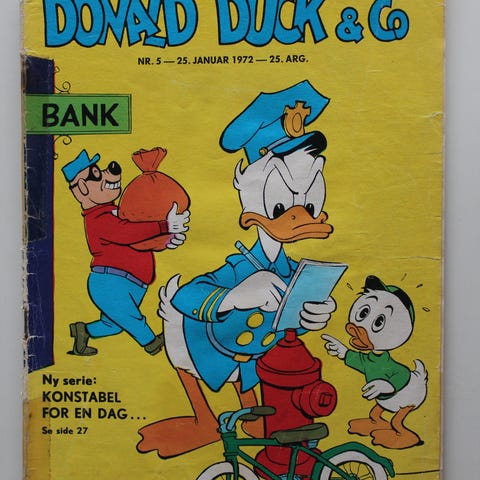 DONALD DUCK & Co
NR. 5 — 25. JANUAR 1972 — 25. ARG.
BANK
Ny serie:
KONSTABEL
FOR EN DAG...
Se side 27